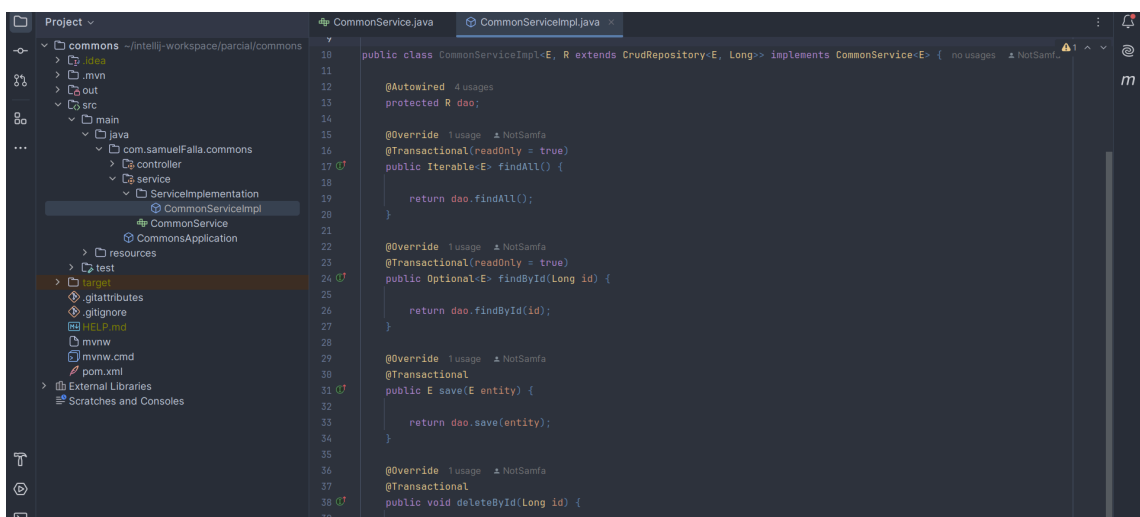 Project
CommonService.java
CommonServiceImpl.java
commons ~/intellij-workspace/parcial/commons
.idea
.mvn
out
src
main
java
com.samuelFalla.commons
controller
service
ServiceImplementation
CommonServiceImpl
CommonService
CommonsApplication
resources
test
target
.gitattributes
.gitignore
HELP.md
mvnw
mvnw.cmd
pom.xml
External Libraries
Scratches and Consoles
9
10 public class CommonServiceImpl<E, R extends CrudRepository<E, Long>> implements CommonService<E> { no usages NotSamf.. 1
11
12 @Autowired 4 usages
13 protected R dao;
14
15 @Override 1 usage NotSamfa
16 @Transactional(readOnly = true)
17 public Iterable<E> findAll() {
18
19 return dao.findAll();
20 }
21
22 @Override 1 usage NotSamfa
23 @Transactional(readOnly = true)
24 public Optional<E> findById(Long id) {
25
26 return dao.findById(id);
27 }
28
29 @Override 1 usage NotSamfa
30 @Transactional
31 public E save(E entity) {
32
33 return dao.save(entity);
34 }
35
36 @Override 1 usage NotSamfa
37 @Transactional
38 public void deleteById(Long id) {
m